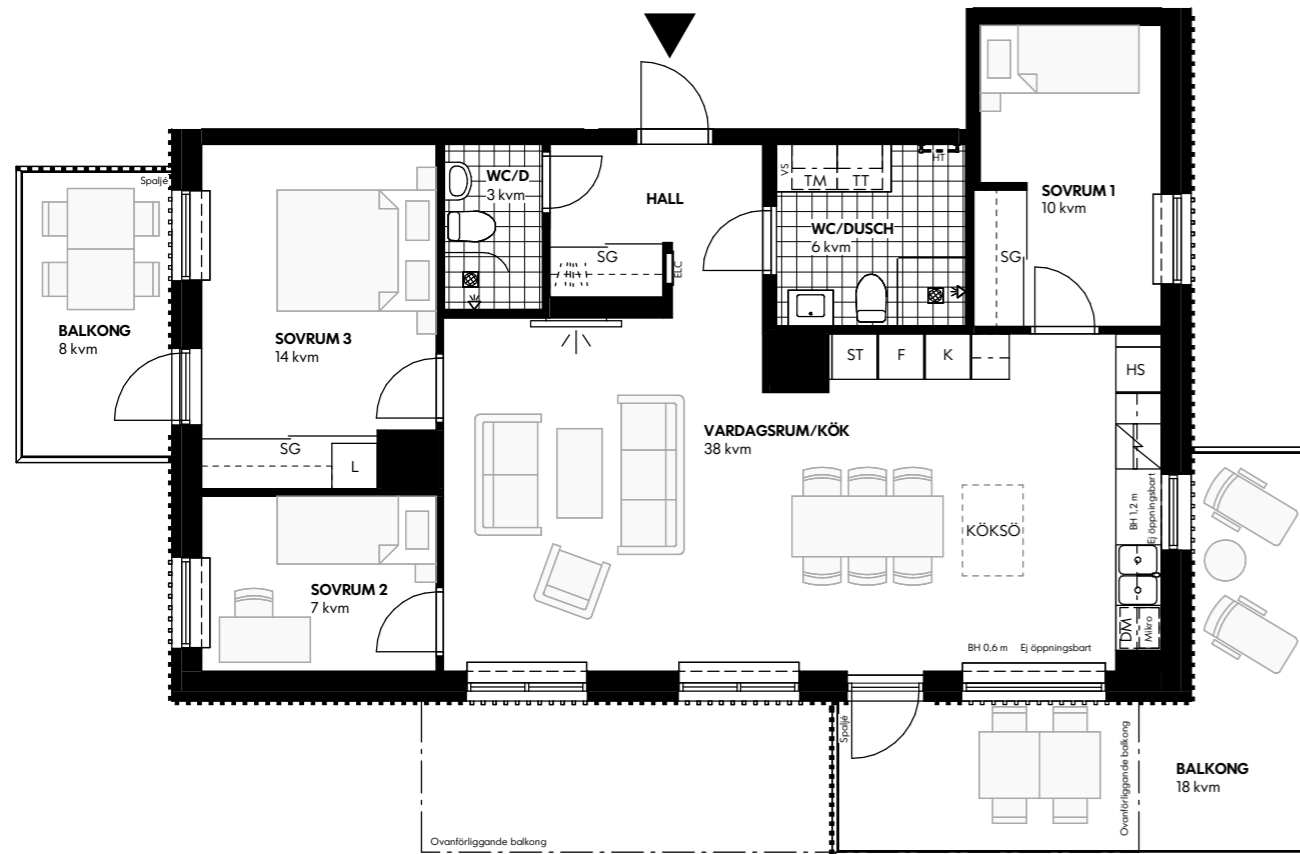 BALKONG
8 kvm
Spaljé
SOVRUM 3
14 kvm
SG
L
SOVRUM 2
7 kvm
WC/D
3 kvm
HALL
SG
ELC
VS
TM
TT
HT
WC/DUSCH
6 kvm
SOVRUM 1
10 kvm
SG
ST
F
K
HS
VARDAGSRUM/KÖK
38 kvm
KÖKSÖ
BH 1,2 m
Ej öppningsbart
DM
Mikro
BH 0,6 m Ej öppningsbart
Spaljé
Ovanförliggande balkong
BALKONG
18 kvm
Ovanförliggande balkong